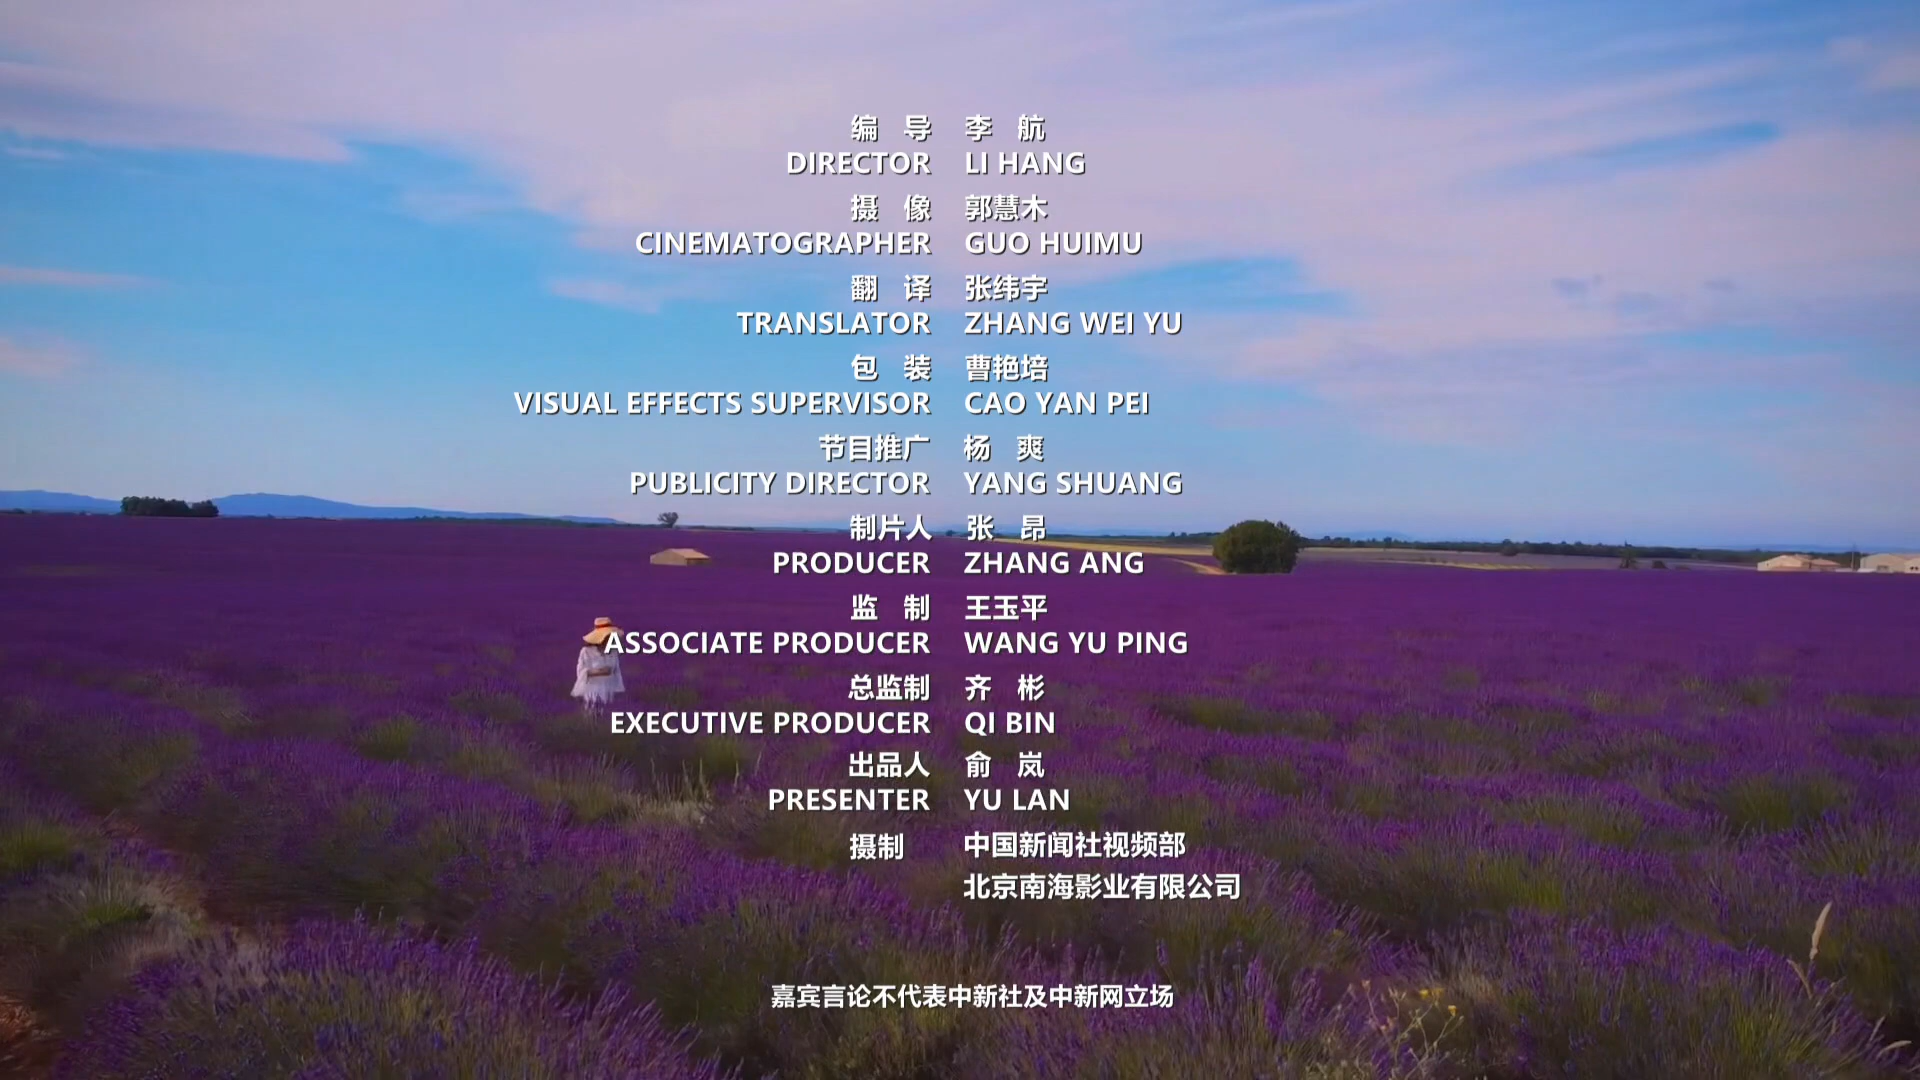 编 导 李 航
DIRECTOR LI HANG
摄 像 郭慧木
CINEMATOGRAPHER GUO HUIMU
翻 译 张纬宇
TRANSLATOR ZHANG WEI YU
包 装 曹艳培
VISUAL EFFECTS SUPERVISOR CAO YAN PEI
节目推广 杨 爽
PUBLICITY DIRECTOR YANG SHUANG
制片人 张 昂
PRODUCER ZHANG ANG
监 制 王玉平
ASSOCIATE PRODUCER WANG YU PING
总监制 齐 彬
EXECUTIVE PRODUCER QI BIN
出品人 俞 岚
PRESENTER YU LAN
摄制 中国新闻社视频部
北京南海影业有限公司
嘉宾言论不代表中新社及中新网立场